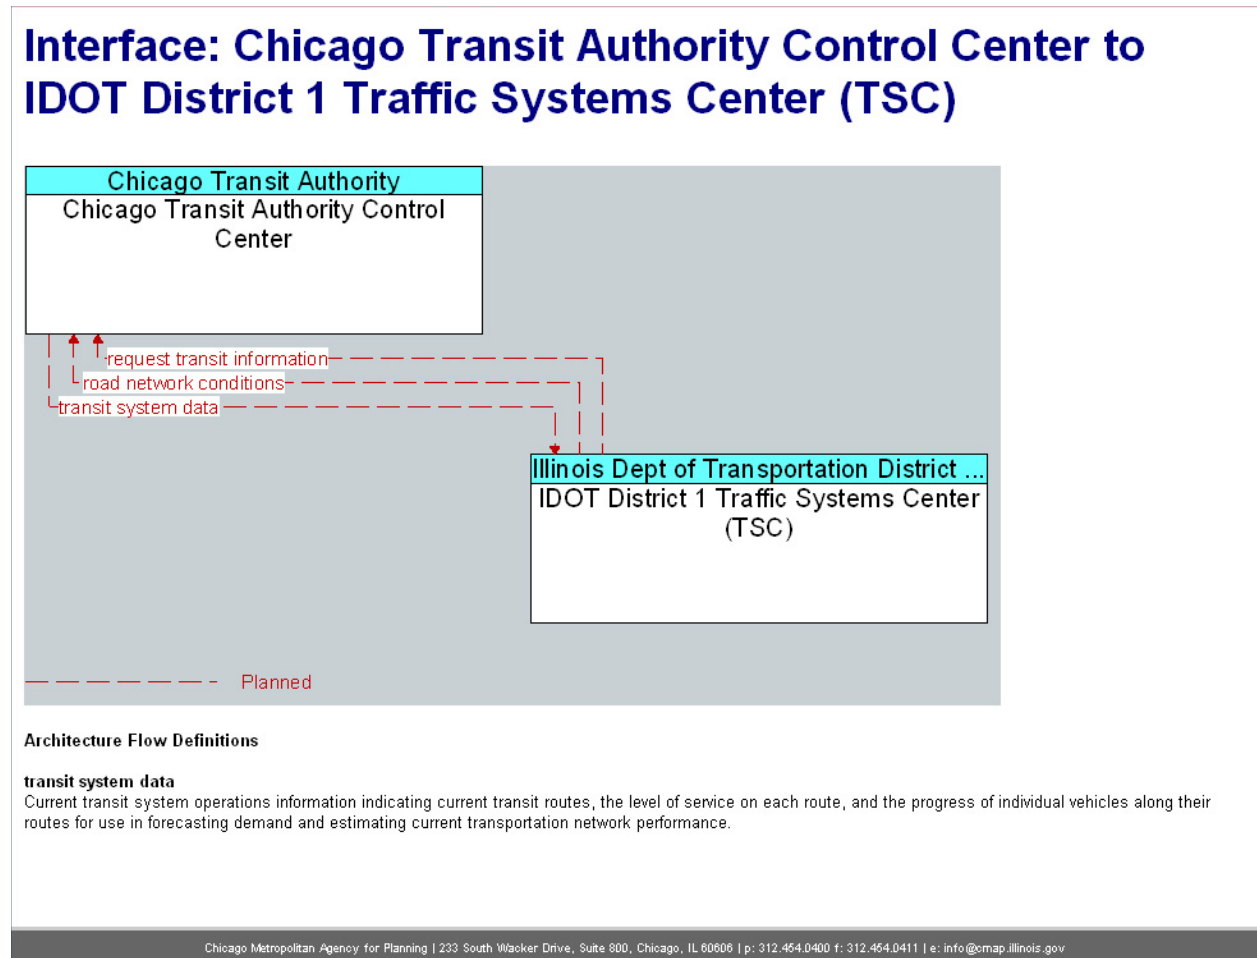 Interface: Chicago Transit Authority Control Center to
IDOT District 1 Traffic Systems Center (TSC)
Chicago Transit Authority
Chicago Transit Authority Control
Center
request transit information
road network conditions
transit system data
Illinois Dept of Transportation District ...
IDOT District 1 Traffic Systems Center
(TSC)
Planned
Architecture Flow Definitions
transit system data
Current transit system operations information indicating current transit routes, the level of service on each route, and the progress of individual vehicles along their
routes for use in forecasting demand and estimating current transportation network performance.
Chicago Metropolitan Agency for Planning | 233 South Wacker Drive, Suite 800, Chicago, IL 60606 | p: 312.454.0400 f: 312.454.0411 | e: info@cmap.illinois.gov